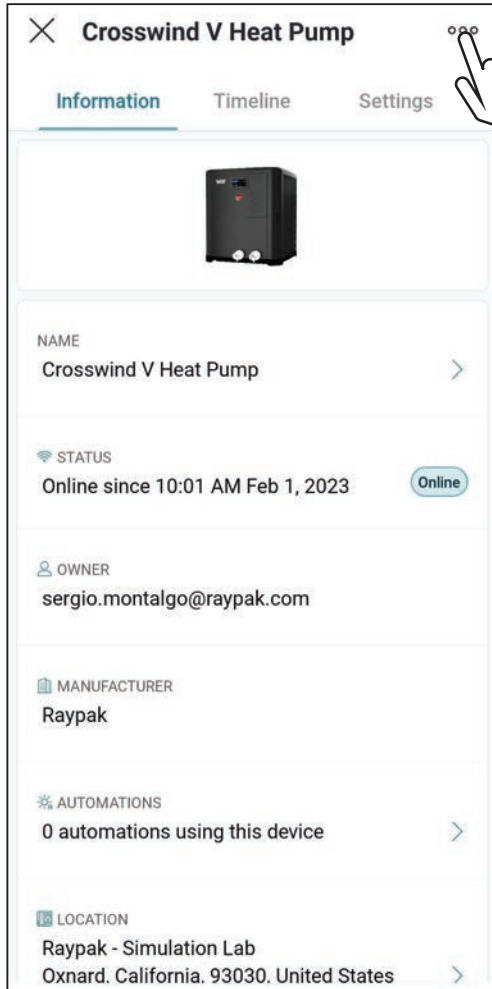 Crosswind V Heat Pump
Information Timeline Settings
NAME
Crosswind V Heat Pump
STATUS
Online since 10:01 AM Feb 1, 2023 Online
OWNER
sergio.montalgo@raypak.com
MANUFACTURER
Raypak
AUTOMATIONS
0 automations using this device
LOCATION
Raypak - Simulation Lab
Oxnard, California, 93030, United States